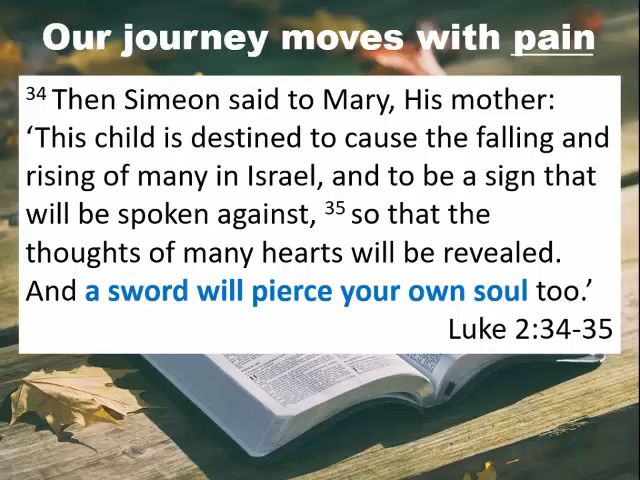 Our journey moves with pain
34 Then Simeon said to Mary, His mother:
‘This child is destined to cause the falling and
rising of many in Israel, and to be a sign that
will be spoken against, 35 so that the
thoughts of many hearts will be revealed.
And a sword will pierce your own soul too.’
Luke 2:34-35